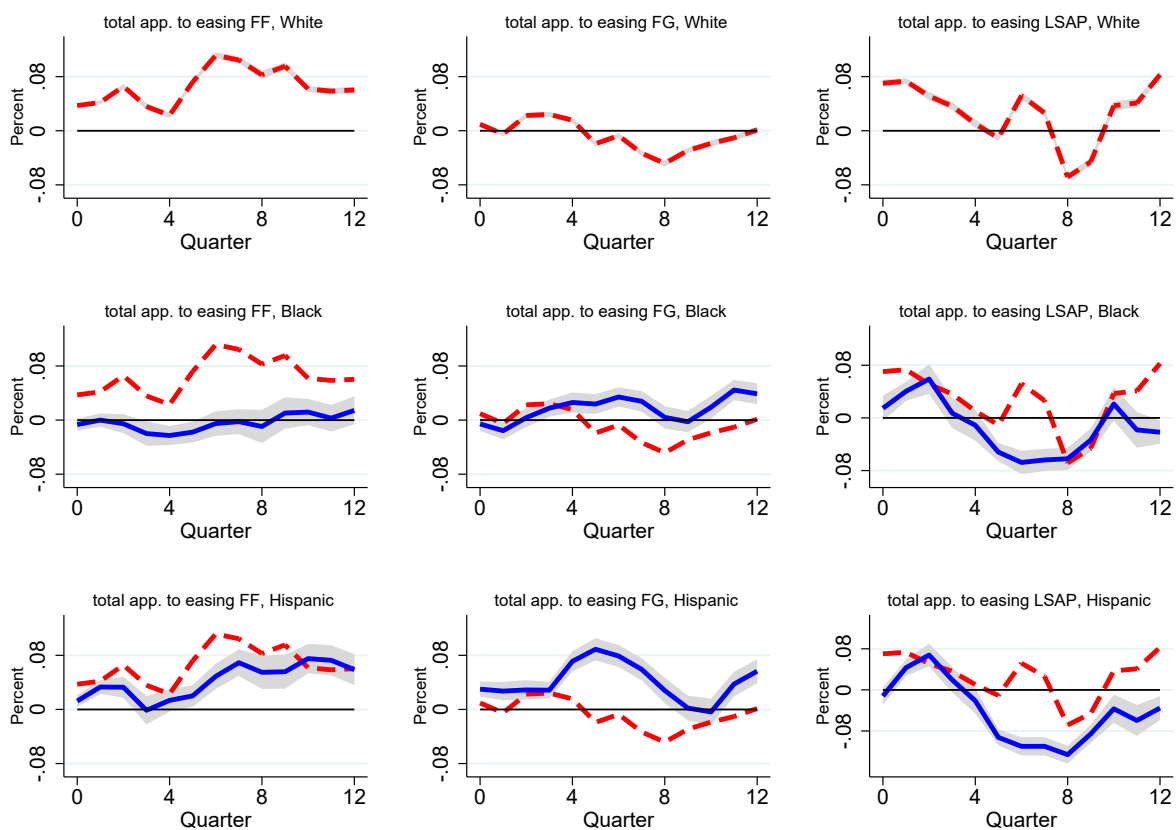 total app. to easing FF, White
total app. to easing FG, White
total app. to easing LSAP, White
Percent
.08
0
-.08
0 4 8 12
Quarter
Percent
.08
0
-.08
0 4 8 12
Quarter
Percent
.08
0
-.08
0 4 8 12
Quarter
total app. to easing FF, Black
total app. to easing FG, Black
total app. to easing LSAP, Black
Percent
.08
0
-.08
0 4 8 12
Quarter
Percent
.08
0
-.08
0 4 8 12
Quarter
Percent
.08
0
-.08
0 4 8 12
Quarter
total app. to easing FF, Hispanic
total app. to easing FG, Hispanic
total app. to easing LSAP, Hispanic
Percent
.08
0
-.08
0 4 8 12
Quarter
Percent
.08
0
-.08
0 4 8 12
Quarter
Percent
.08
0
-.08
0 4 8 12
Quarter